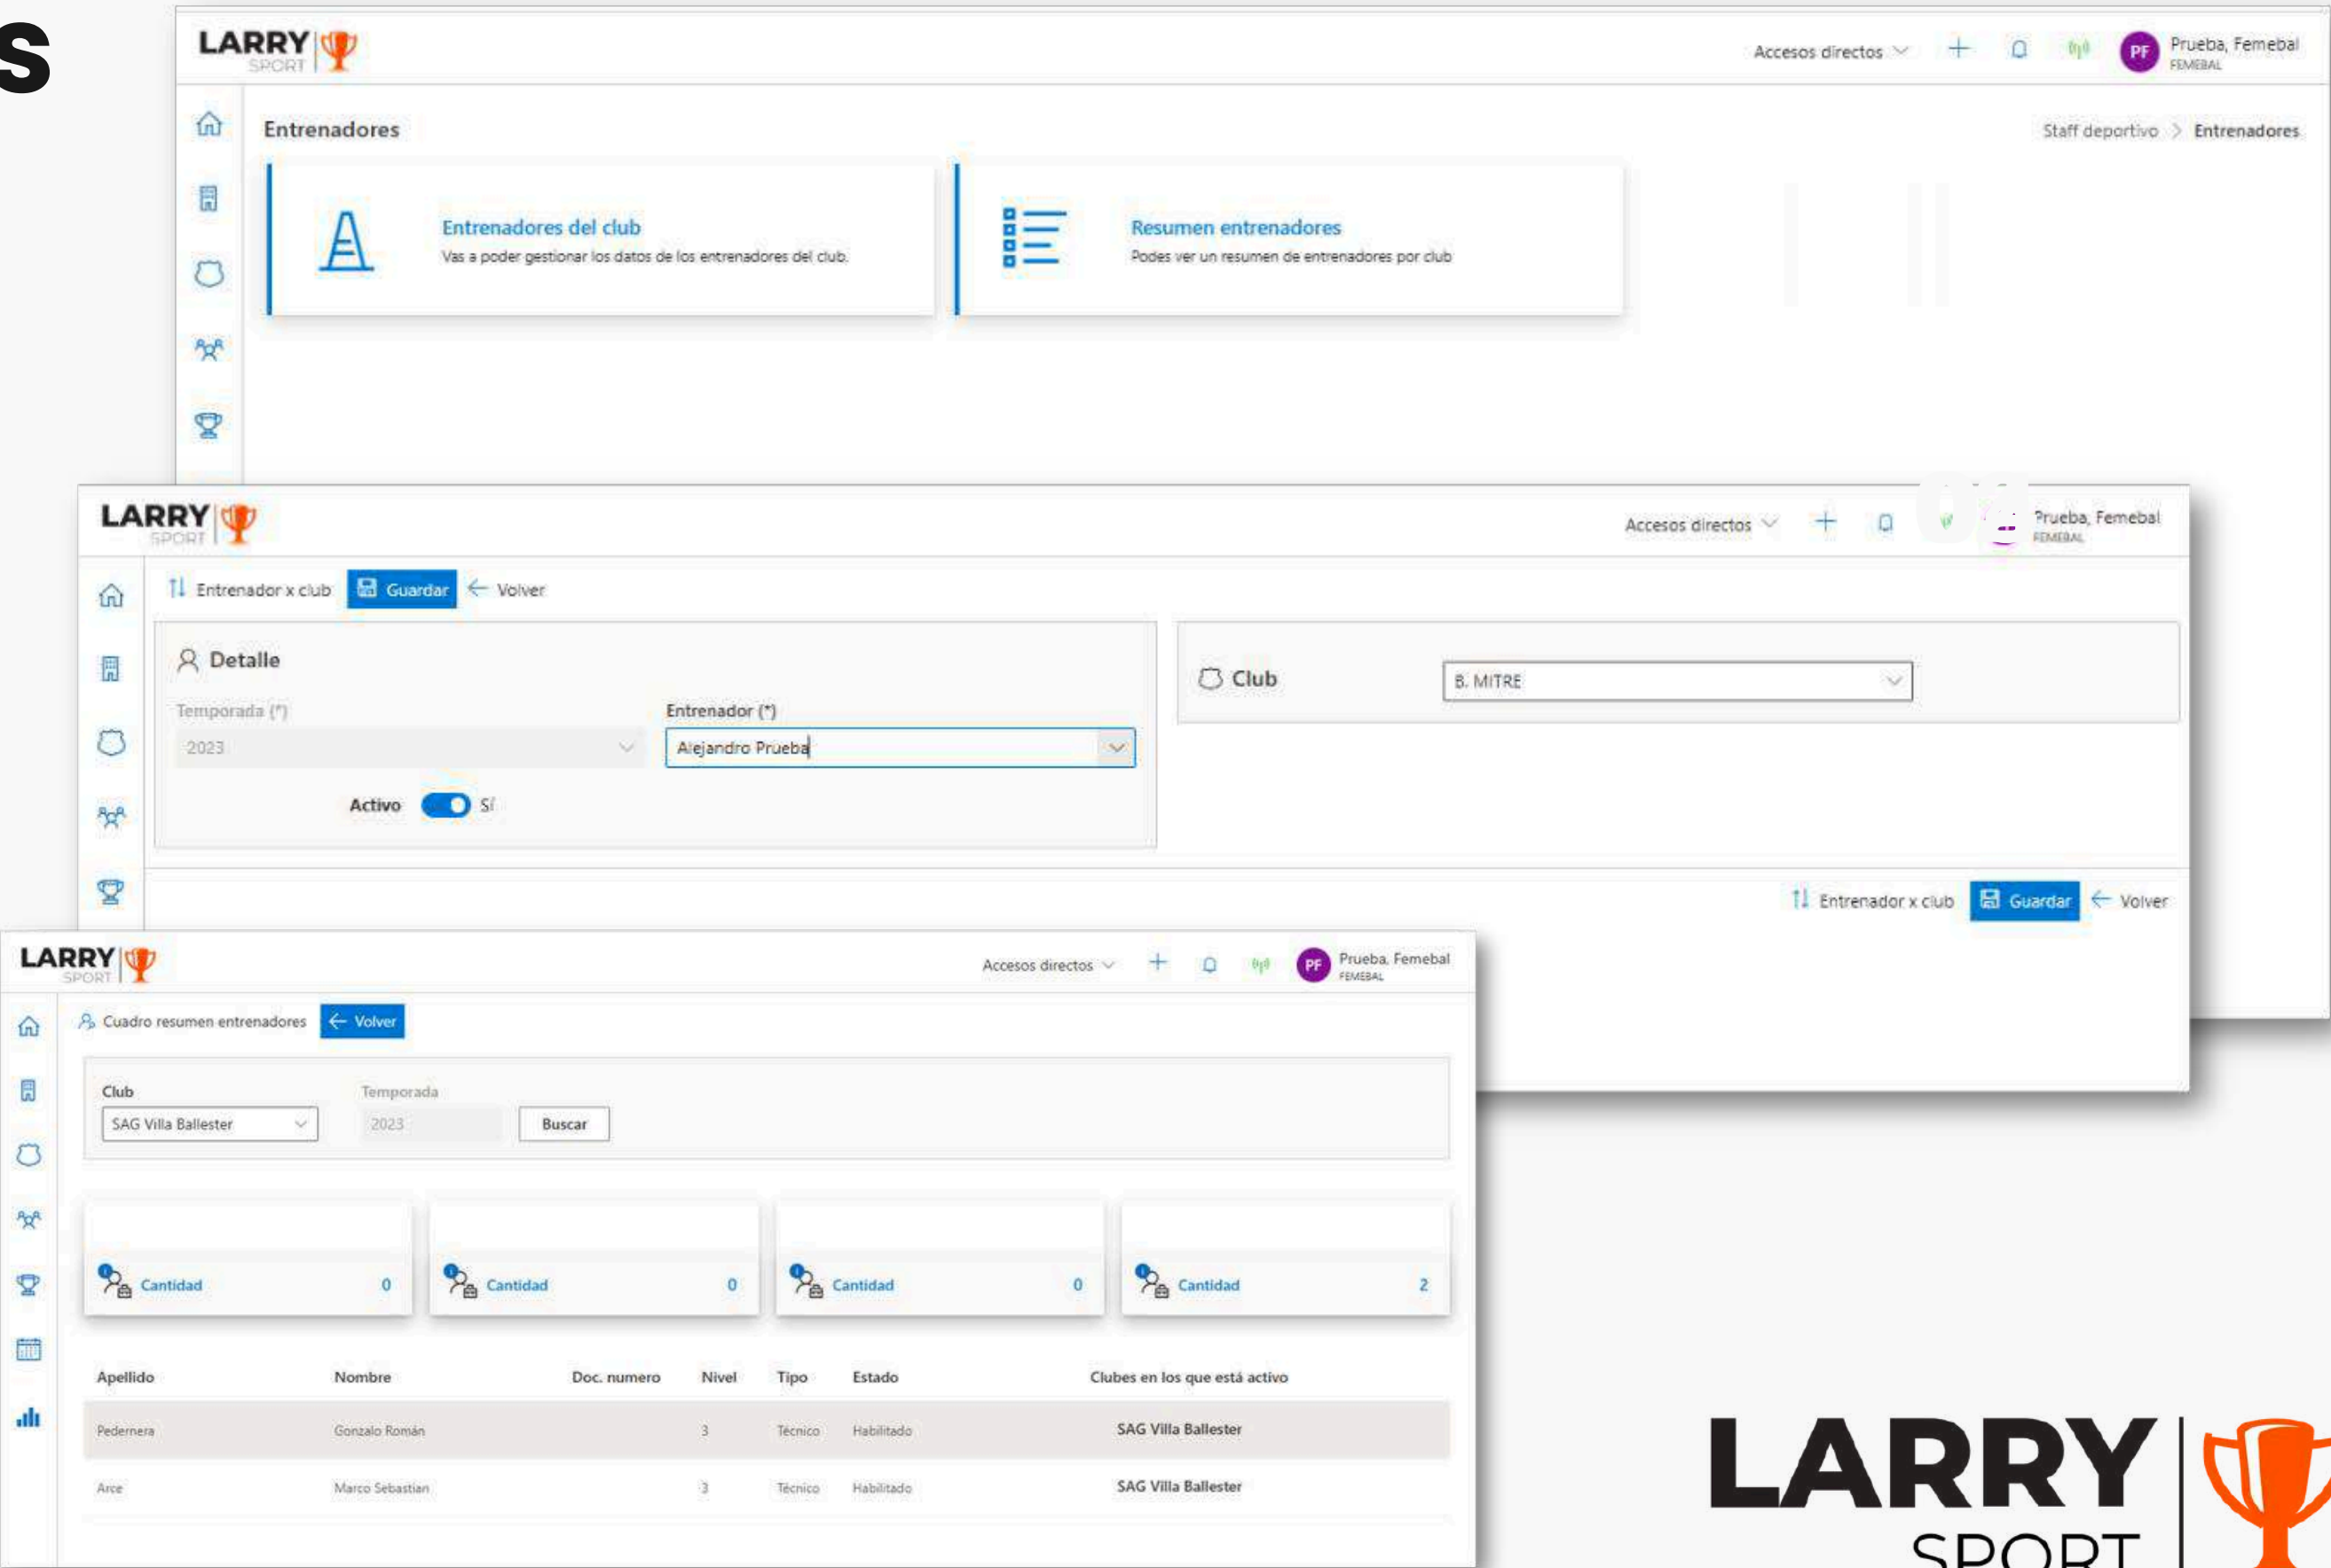 s
LARRY
SPORT
Accesos directos
PF
Prueba, Femebal
FEMEBAL
Entrenadores
Staff deportivo > Entrenadores
Entrenadores del club
Vas a poder gestionar los datos de los entrenadores del club.
Resumen entrenadores
Podes ver un resumen de entrenadores por club
LARRY
SPORT
Accesos directos
Prueba, Femebal
FEMEBAL
Entrenador x club Guardar Volver
Detalle
Club
B. MITRE
Temporada (*) Entrenador (*)
2023 Alejandro Prueba
Activo Sí
Entrenador x club Guardar Volver
LARRY
SPORT
Accesos directos
PF
Prueba, Femebal
FEMEBAL
Cuadro resumen entrenadores Volver
Club Temporada
SAG Villa Ballester 2023 Buscar
Cantidad 0 Cantidad 0 Cantidad 0 Cantidad 2
Apellido Nombre Doc. numero Nivel Tipo Estado Clubes en los que está activo
Pedernera Gonzalo Román 3 Técnico Habilitado SAG Villa Ballester
Arce Marco Sebastian 3 Técnico Habilitado SAG Villa Ballester
LARRY
SPORT